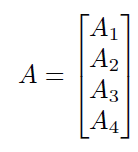 A = [A₁
A₂
A₃
A₄]